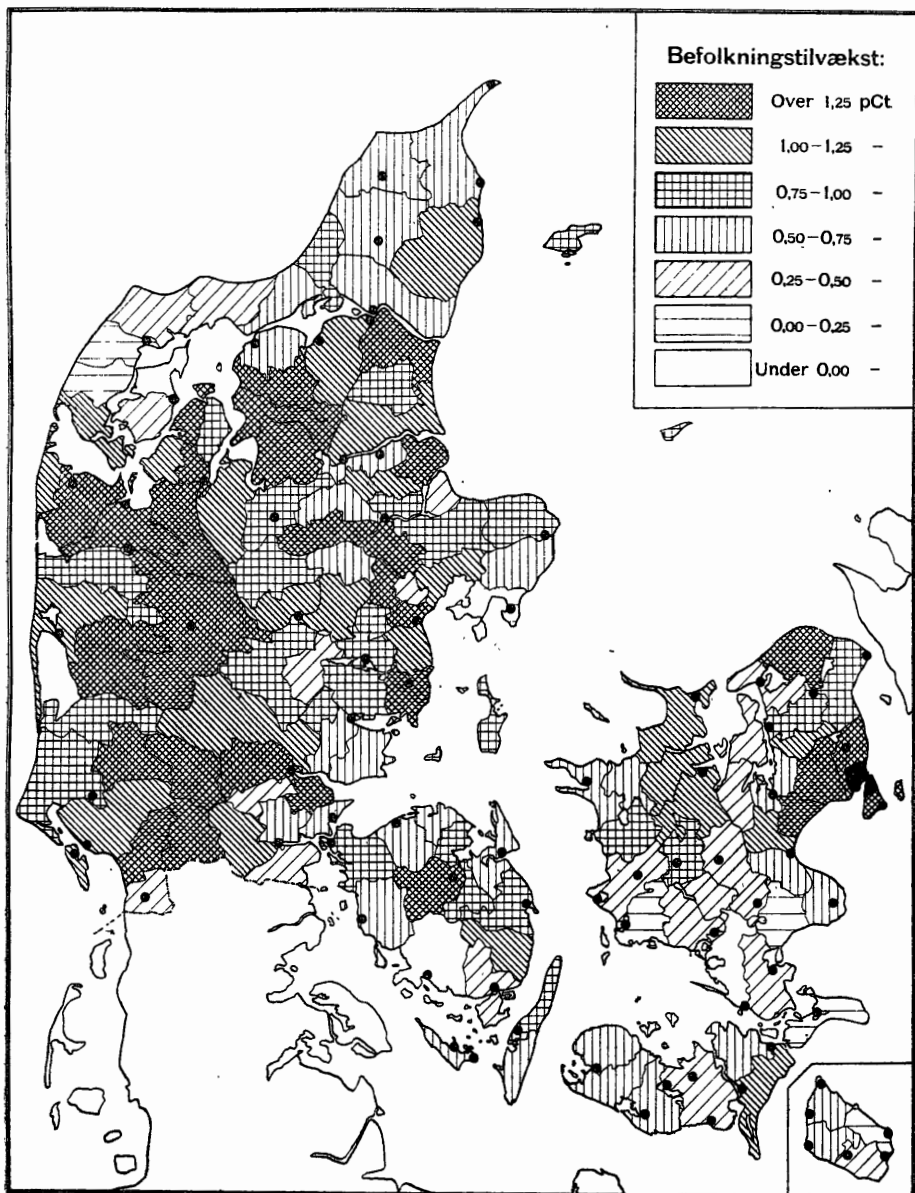 Befolkningstilvækst:
Over 1,25 pCt
1,00-1,25 -
0,75-1,00 -
0,50-0,75 -
0,25-0,50 -
0,00-0,25 -
Under 0,00 -